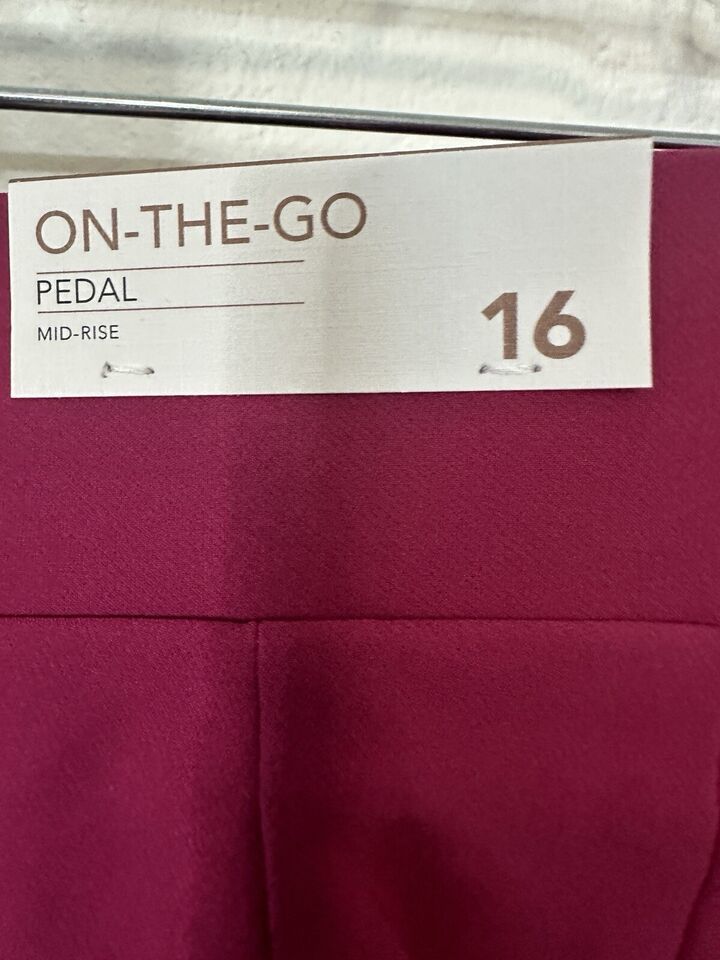 ON-THE-GO
PEDAL
MID-RISE
16